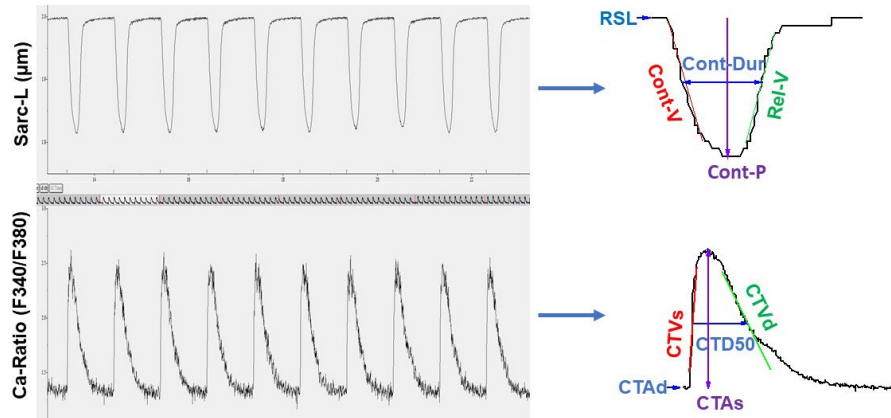 Sarc-L (µm)
RSL
Cont-Dur
Cont-V
Rel-V
Cont-P
Ca-Ratio (F340/F380)
CTVs
CTVd
CTD50
CTAd
CTAs